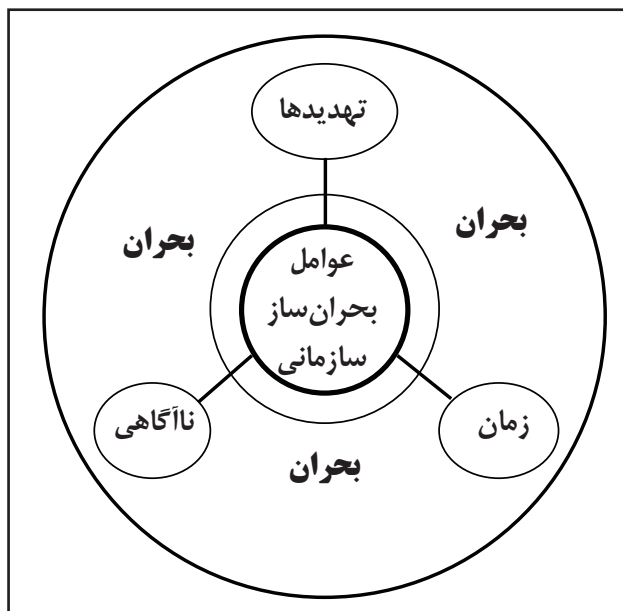 تهدیدها
بحران
بحران
عوامل
بحران‌ساز
سازمانی
زمان
ناآگاهی
بحران